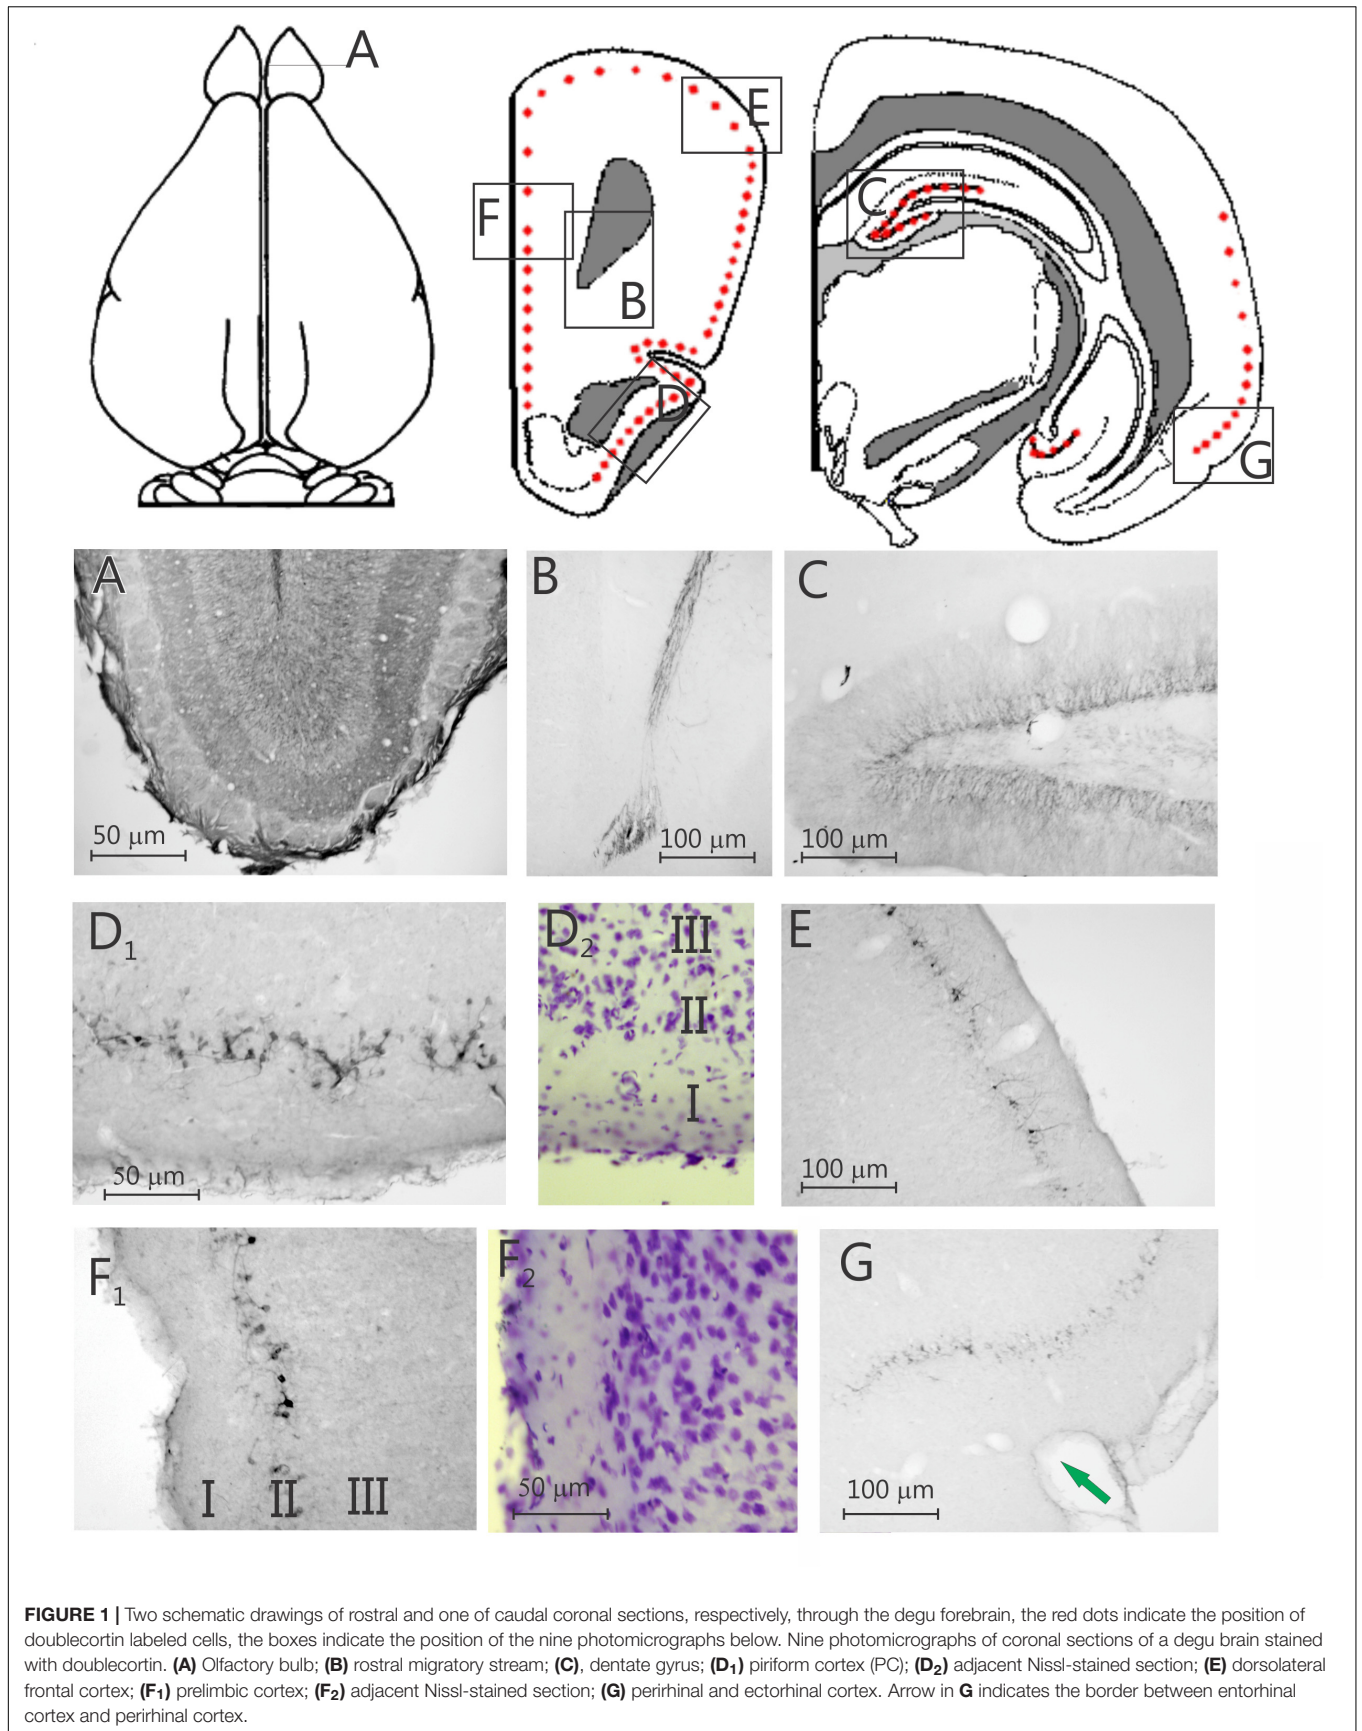 A
E
F
B
D
C
G
A
50 μm
B
100 μm
C
100 μm
D1
50 μm
D2
III
II
I
E
100 μm
F1
I II III
F2
50 μm
G
100 μm
FIGURE 1 | Two schematic drawings of rostral and one of caudal coronal sections, respectively, through the degu forebrain, the red dots indicate the position of
doublecortin labeled cells, the boxes indicate the position of the nine photomicrographs below. Nine photomicrographs of coronal sections of a degu brain stained
with doublecortin. (A) Olfactory bulb; (B) rostral migratory stream; (C), dentate gyrus; (D1) piriform cortex (PC); (D2) adjacent Nissl-stained section; (E) dorsolateral
frontal cortex; (F1) prelimbic cortex; (F2) adjacent Nissl-stained section; (G) perirhinal and ectorhinal cortex. Arrow in G indicates the border between entorhinal
cortex and perirhinal cortex.